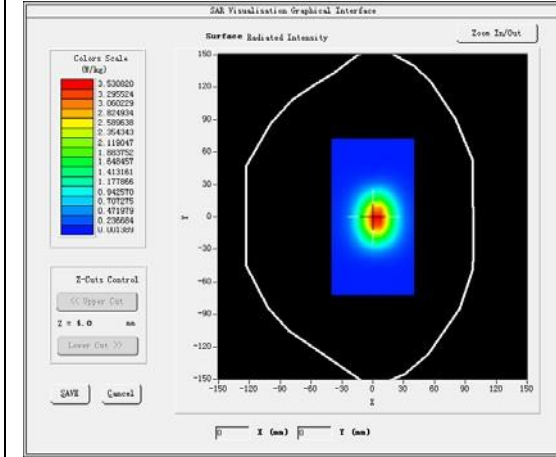 SAR Visualisation Graphical Interface
Surface Radiated Intensity
Zoom In/Out
Colors Scale
(W/kg)
3.530820
3.295524
3.060229
2.824934
2.589638
2.354343
2.119047
1.883752
1.648457
1.413161
1.177866
0.942570
0.707275
0.471979
0.236684
0.001389
150
120
90
60
30
0
-30
-60
-90
-120
-150
Y
-150 -120 -90 -60 -30 0 30 60 90 120 150
X
Z-Cuts Control
<< Upper Cut
Z = 4.0 mm
Lower Cut >>
SAVE Cancel
0 X (mm) 0 Y (mm)